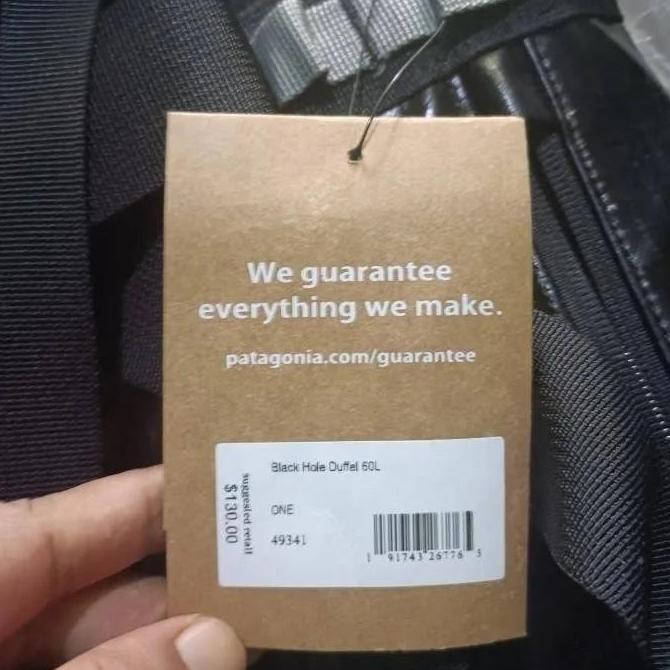 We guarantee
everything we make.
patagonia.com/guarantee
Black Hole Duffel 60L
ONE
49341
suggested retail
$130.00
1 91743 26776 3